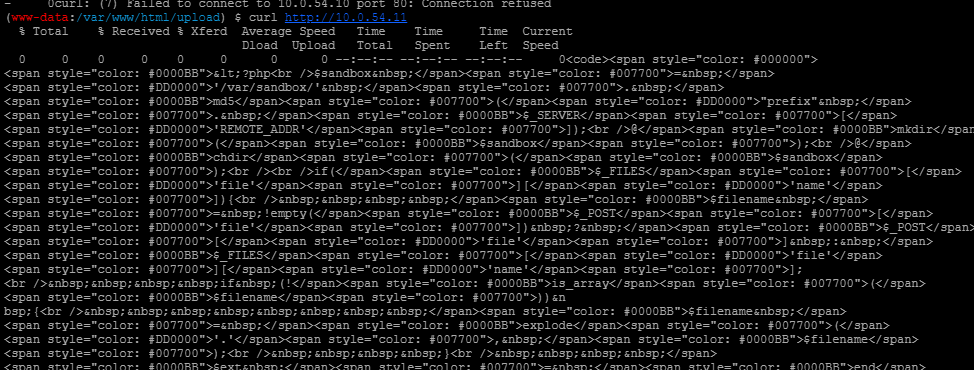 -     0curl: (7) Failed to connect to 10.0.54.10 port 80: Connection refused
(www-data:/var/www/html/upload) $ curl http://10.0.54.11
  % Total    % Received % Xferd  Average Speed   Time    Time     Time  Current
                                 Dload  Upload   Total   Spent    Left  Speed
  0     0    0     0    0     0      0      0 --:--:-- --:--:-- --:--:--     0<code><span style="color: #000000">
<span style="color: #0000BB">&lt;?php<br />$sandbox&nbsp;</span><span style="color: #007700">=&nbsp;</span>
<span style="color: #DD0000">'/var/sandbox/'&nbsp;</span><span style="color: #007700">.&nbsp;</span>
<span style="color: #0000BB">md5</span><span style="color: #007700">(</span><span style="color: #DD0000">"prefix"&nbsp;</span>
<span style="color: #007700">.&nbsp;</span><span style="color: #0000BB">$_SERVER</span><span style="color: #007700">[</span>
<span style="color: #DD0000">'REMOTE_ADDR'</span><span style="color: #007700">]);<br />@</span><span style="color: #0000BB">mkdir</span>
<span style="color: #007700">(</span><span style="color: #0000BB">$sandbox</span><span style="color: #007700">);<br />@</span>
<span style="color: #0000BB">chdir</span><span style="color: #007700">(</span><span style="color: #0000BB">$sandbox</span>
<span style="color: #007700">);<br /><br />if(</span><span style="color: #0000BB">$_FILES</span><span style="color: #007700">[</span>
<span style="color: #DD0000">'file'</span><span style="color: #007700">][</span><span style="color: #DD0000">'name'</span>
<span style="color: #007700">]){<br />&nbsp;&nbsp;&nbsp;&nbsp;</span><span style="color: #0000BB">$filename&nbsp;</span>
<span style="color: #007700">=&nbsp;!empty(</span><span style="color: #0000BB">$_POST</span><span style="color: #007700">[</span>
<span style="color: #DD0000">'file'</span><span style="color: #007700">])&nbsp;?&nbsp;</span><span style="color: #0000BB">$_POST</span>
<span style="color: #007700">[</span><span style="color: #DD0000">'file'</span><span style="color: #007700">]&nbsp;:&nbsp;</span>
<span style="color: #0000BB">$_FILES</span><span style="color: #007700">[</span><span style="color: #DD0000">'file'</span>
<span style="color: #007700">][</span><span style="color: #DD0000">'name'</span><span style="color: #007700">];
<br />&nbsp;&nbsp;&nbsp;&nbsp;if&nbsp;(!</span><span style="color: #0000BB">is_array</span><span style="color: #007700">(</span>
<span style="color: #0000BB">$filename</span><span style="color: #007700">))&n
bsp;{<br />&nbsp;&nbsp;&nbsp;&nbsp;&nbsp;&nbsp;&nbsp;&nbsp;</span><span style="color: #0000BB">$filename&nbsp;</span>
<span style="color: #007700">=&nbsp;</span><span style="color: #0000BB">explode</span><span style="color: #007700">(</span>
<span style="color: #DD0000">'.'</span><span style="color: #007700">,&nbsp;</span><span style="color: #0000BB">$filename</span>
<span style="color: #007700">);<br />&nbsp;&nbsp;&nbsp;&nbsp;}<br />&nbsp;&nbsp;&nbsp;&nbsp;</span>
<span style="color: #0000BB">$ext&nbsp;</span><span style="color: #007700">=&nbsp;</span><span style="color: #0000BB">end</span>